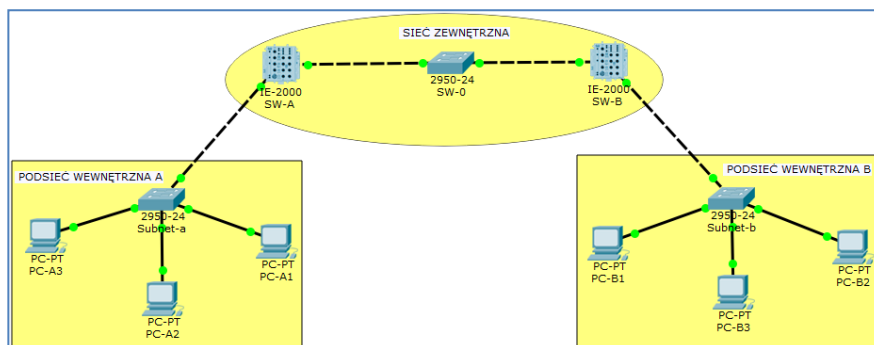 SIEĆ ZEWNĘTRZNA
IE-2000
SW-A
2950-24
SW-0
IE-2000
SW-B
PODSIEĆ WEWNĘTRZNA A
2950-24
Subnet-a
PC-PT
PC-A3
PC-PT
PC-A2
PC-PT
PC-A1
PODSIEĆ WEWNĘTRZNA B
2950-24
Subnet-b
PC-PT
PC-B1
PC-PT
PC-B3
PC-PT
PC-B2